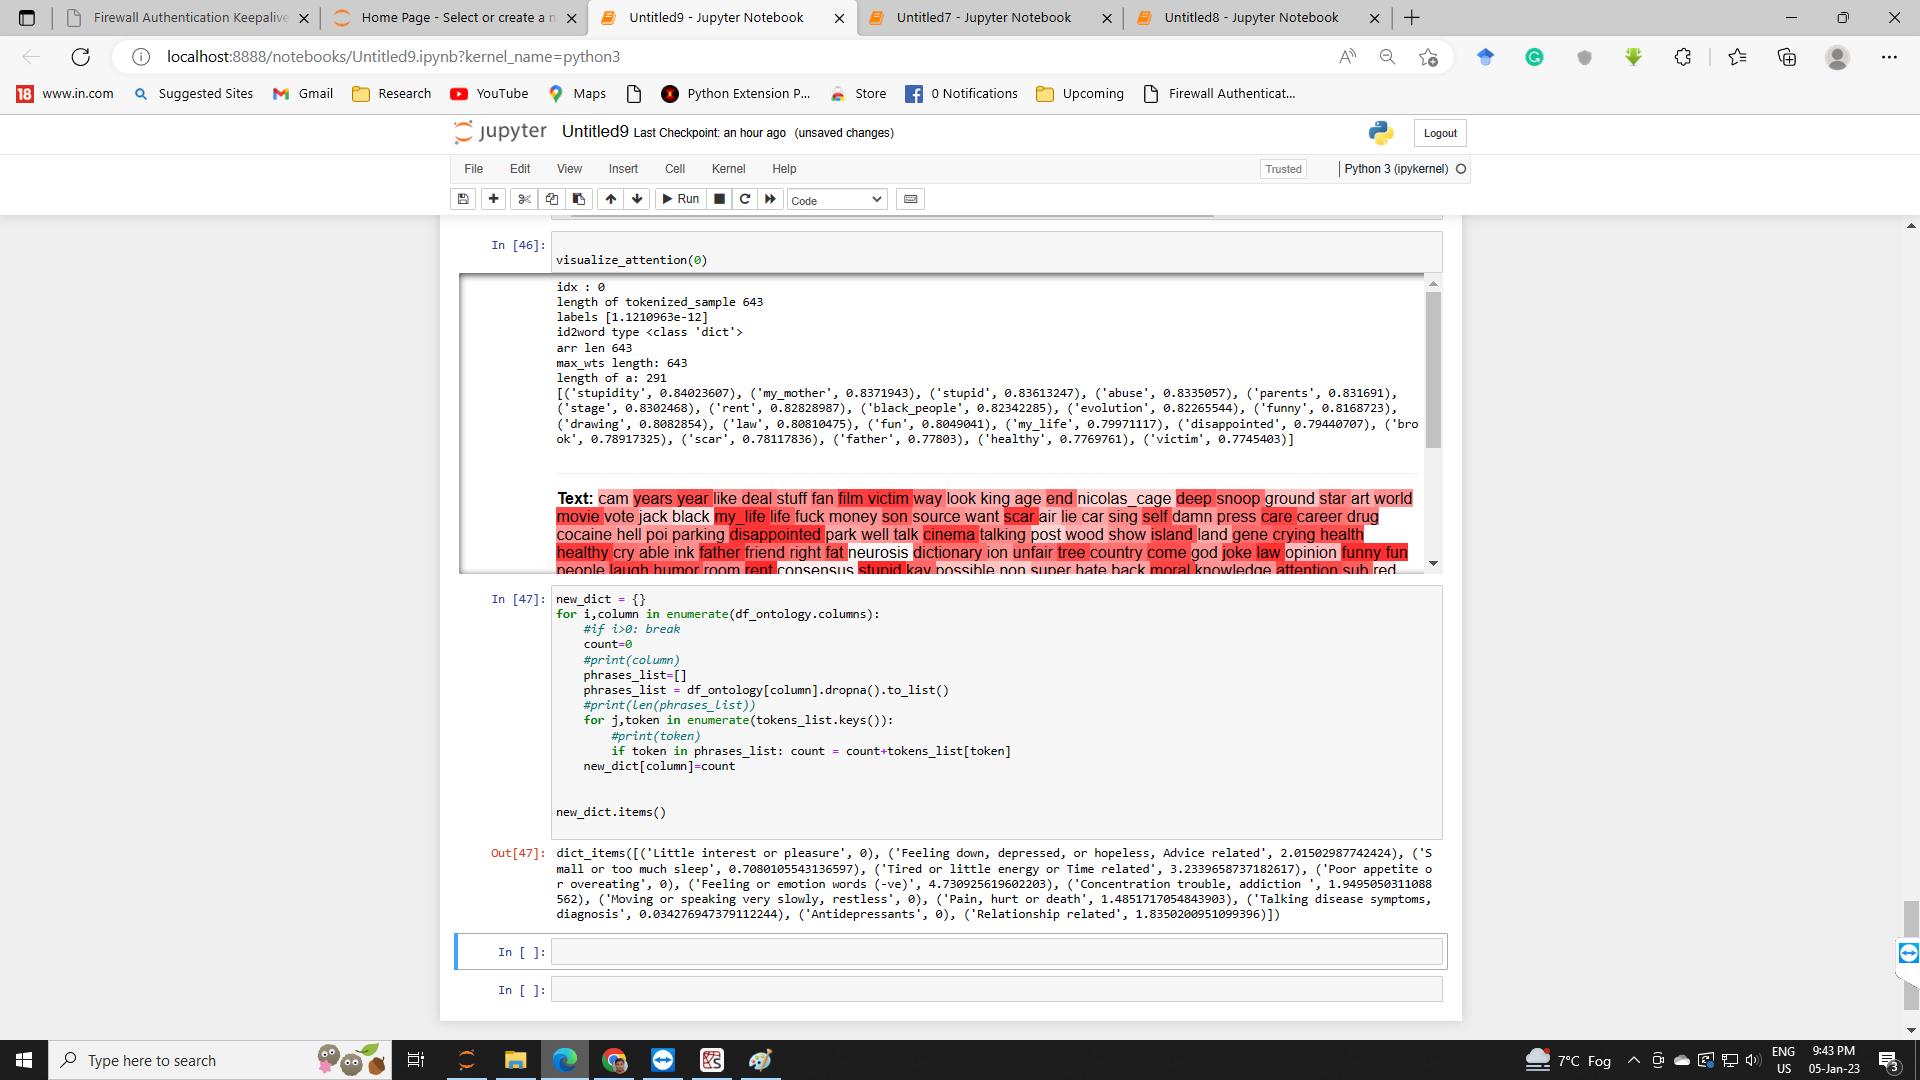 Firewall Authentication Keepalive
Home Page - Select or create a n
Untitled9 - Jupyter Notebook
Untitled7 - Jupyter Notebook
Untitled8 - Jupyter Notebook
localhost:8888/notebooks/Untitled9.ipynb?kernel_name=python3
18 www.in.com Suggested Sites Gmail Research YouTube Maps Python Extension P... Store 0 Notifications Upcoming Firewall Authenticat...
jupyter Untitled9 Last Checkpoint: an hour ago (unsaved changes) Logout
File Edit View Insert Cell Kernel Help Trusted Python 3 (ipykernel)
Run Code
In [46]:
visualize_attention(0)
idx : 0
length of tokenized_sample 643
labels [1.1210963e-12]
id2word type <class 'dict'>
arr len 643
max_wts length: 643
length of a: 291
[('stupidity', 0.84023607), ('my_mother', 0.8371943), ('stupid', 0.83613247), ('abuse', 0.8335057), ('parents', 0.831691),
('stage', 0.8302468), ('rent', 0.82828987), ('black_people', 0.82342285), ('evolution', 0.82265544), ('funny', 0.8168723),
('drawing', 0.8082854), ('law', 0.80810475), ('fun', 0.8049041), ('my_life', 0.79971117), ('disappointed', 0.79440707), ('bro
ok', 0.78917325), ('scar', 0.78117836), ('father', 0.77803), ('healthy', 0.7769761), ('victim', 0.7745403)]
Text: cam years year like deal stuff fan film victim way look king age end nicolas_cage deep snoop ground star art world
movie vote jack black my_life life fuck money son source want scar air lie car sing self damn press care career drug
cocaine hell poi parking disappointed park well talk cinema talking post wood show island land gene crying health
healthy cry able ink father friend right fat neurosis dictionary ion unfair tree country come god joke law opinion funny fun
people laugh humor room rent consensus stupid kay possible non super hate back moral knowledge attention sub red
In [47]:
new_dict = {}
for i,column in enumerate(df_ontology.columns):
    #if i>0: break
    count=0
    #print(column)
    phrases_list=[]
    phrases_list = df_ontology[column].dropna().to_list()
    #print(len(phrases_list))
    for j,token in enumerate(tokens_list.keys()):
        #print(token)
        if token in phrases_list: count = count+tokens_list[token]
    new_dict[column]=count
new_dict.items()
Out[47]:
dict_items([('Little interest or pleasure', 0), ('Feeling down, depressed, or hopeless, Advice related', 2.01502987742424), ('S
mall or too much sleep', 0.7080105543136597), ('Tired or little energy or Time related', 3.2339658737182617), ('Poor appetite o
r overeating', 0), ('Feeling or emotion words (-ve)', 4.730925619602203), ('Concentration trouble, addiction ', 1.9495050311088
562), ('Moving or speaking very slowly, restless', 0), ('Pain, hurt or death', 1.4851717054843903), ('Talking disease symptoms,
diagnosis', 0.034276947379112244), ('Antidepressants', 0), ('Relationship related', 1.8350200951099396)])
In [ ]:
In [ ]:
Type here to search
7°C Fog
ENG
US
9:43 PM
05-Jan-23
3